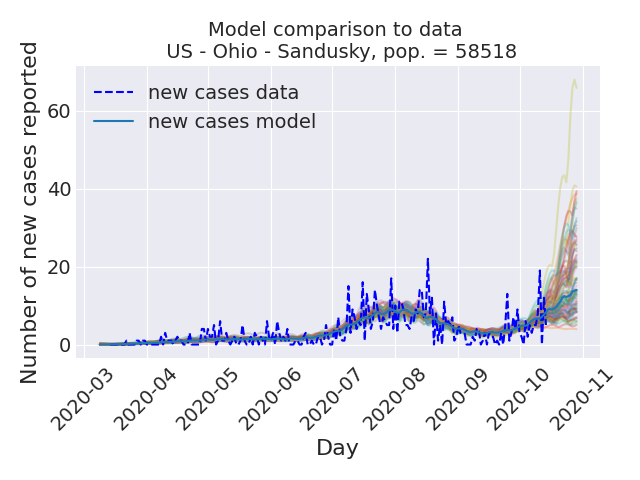 Model comparison to data
US - Ohio - Sandusky, pop. = 58518
Number of new cases reported
60
40
20
0
new cases data
new cases model
2020-03
2020-04
2020-05
2020-06
2020-07
2020-08
2020-09
2020-10
2020-11
Day